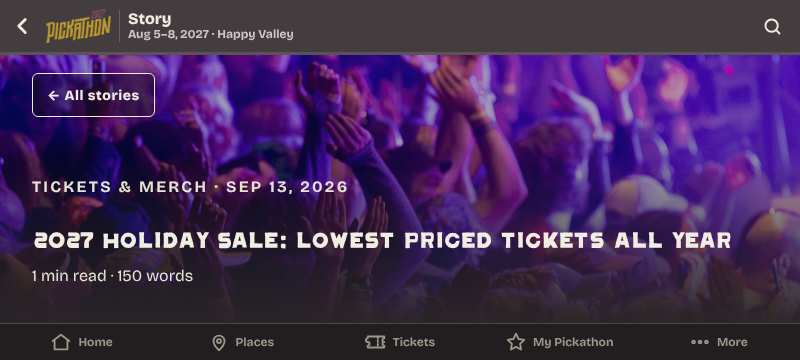 PICKATHON
Story
Aug 5–8, 2027 · Happy Valley
← All stories
TICKETS & MERCH · SEP 13, 2026
2027 HOLIDAY SALE: LOWEST PRICED TICKETS ALL YEAR
1 min read · 150 words
Home
Places
Tickets
My Pickathon
More